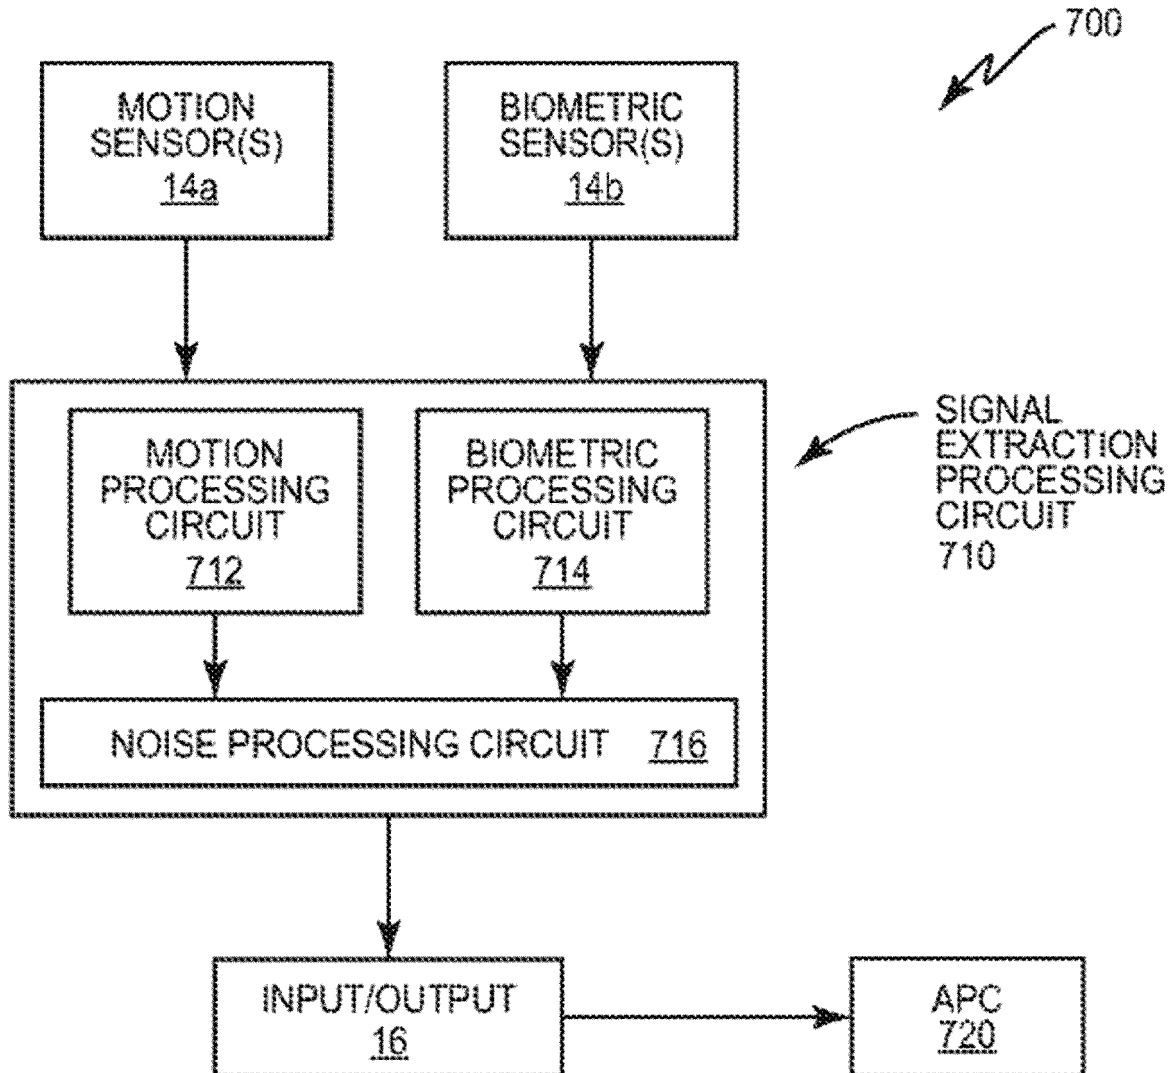 700
MOTION
SENSOR(S)
14a
BIOMETRIC
SENSOR(S)
14b
MOTION
PROCESSING
CIRCUIT
712
BIOMETRIC
PROCESSING
CIRCUIT
714
SIGNAL
EXTRACTION
PROCESSING
CIRCUIT
710
NOISE PROCESSING CIRCUIT 716
INPUT/OUTPUT
16
APC
720